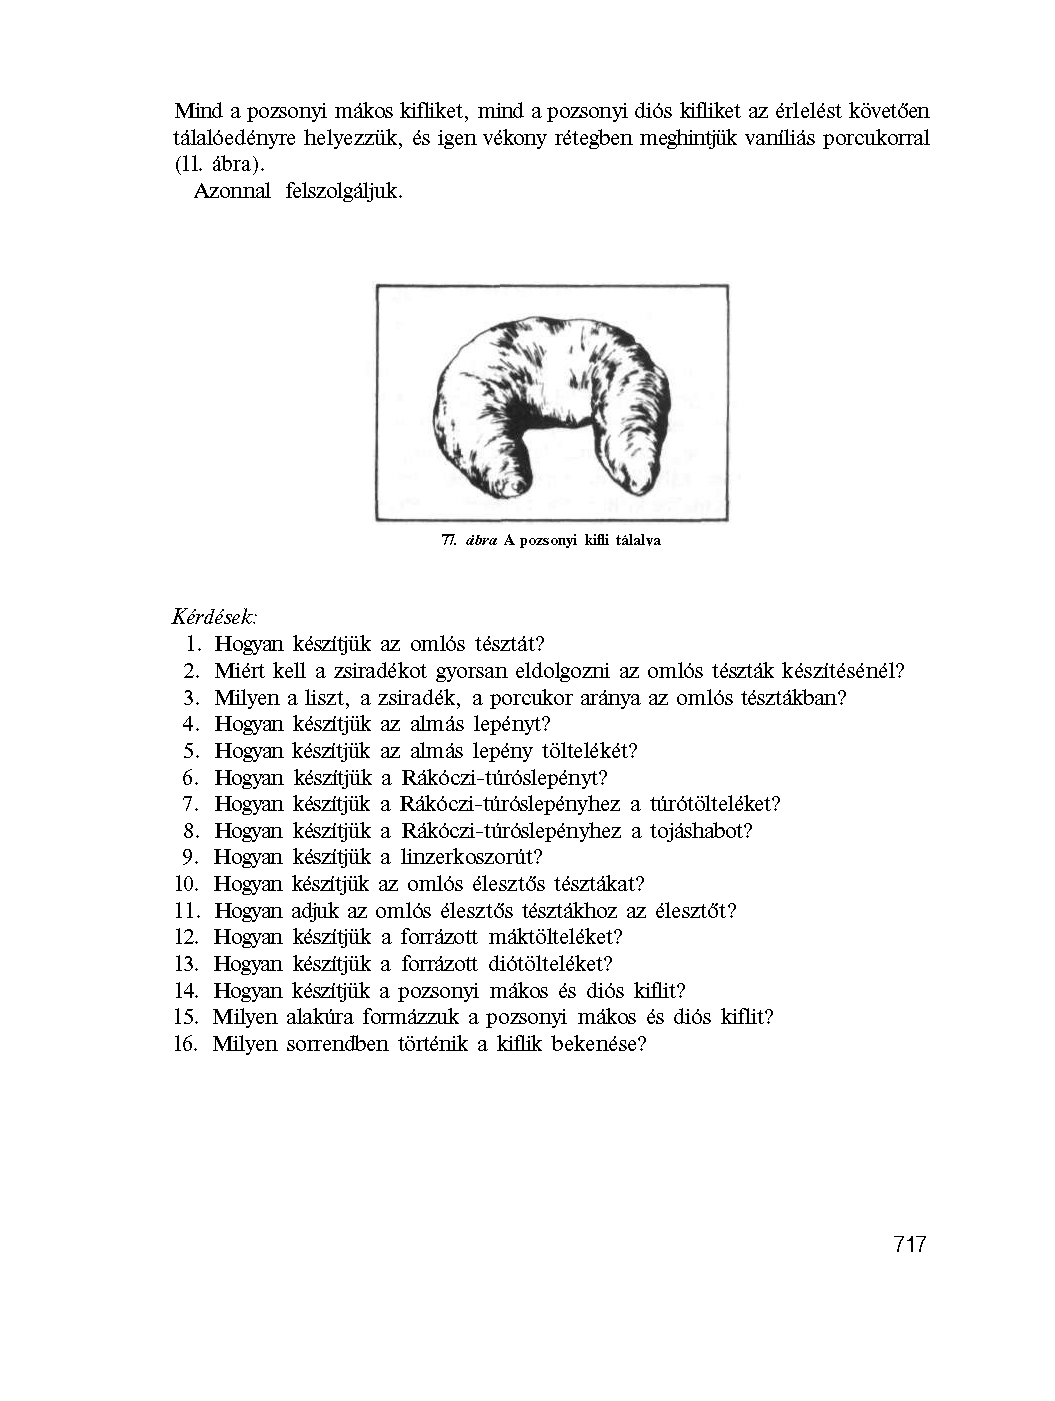 Mind a pozsonyi mákos kifliket, mind a pozsonyi diós kifliket az érlelést követően
tálalóedényre helyezzük, és igen vékony rétegben meghintjük vaníliás porcukorral
(11. ábra).
Azonnal felszolgáljuk.
77. ábra A pozsonyi kifli tálalva
Kérdések:
1. Hogyan készítjük az omlós tésztát?
2. Miért kell a zsiradékot gyorsan eldolgozni az omlós tészták készítésénél?
3. Milyen a liszt, a zsiradék, a porcukor aránya az omlós tésztákban?
4. Hogyan készítjük az almás lepényt?
5. Hogyan készítjük az almás lepény töltelékét?
6. Hogyan készítjük a Rákóczi-túróslepényt?
7. Hogyan készítjük a Rákóczi-túróslepényhez a túrótölteléket?
8. Hogyan készítjük a Rákóczi-túróslepényhez a tojáshabot?
9. Hogyan készítjük a linzerkoszorút?
10. Hogyan készítjük az omlós élesztős tésztákat?
11. Hogyan adjuk az omlós élesztős tésztákhoz az élesztőt?
12. Hogyan készítjük a forrázott máktölteléket?
13. Hogyan készítjük a forrázott diótölteléket?
14. Hogyan készítjük a pozsonyi mákos és diós kiflit?
15. Milyen alakúra formázzuk a pozsonyi mákos és diós kiflit?
16. Milyen sorrendben történik a kiflik bekenése?
717